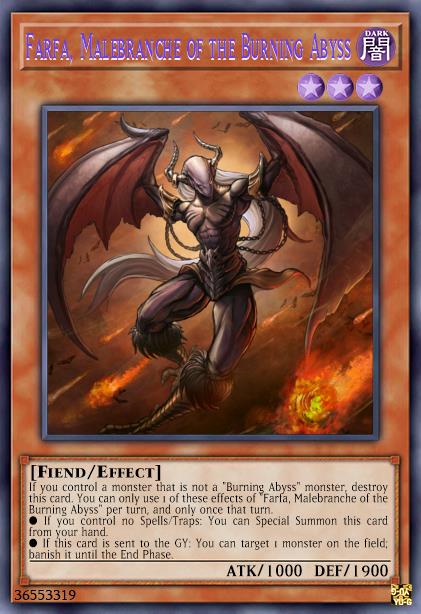 Farfa, Malebranche of the Burning Abyss
DARK
闇
[Fiend/Effect]
If you control a monster that is not a "Burning Abyss" monster, destroy
this card. You can only use 1 of these effects of "Farfa, Malebranche of the
Burning Abyss" per turn, and only once that turn.
● If you control no Spells/Traps: You can Special Summon this card
from your hand.
● If this card is sent to the GY: You can target 1 monster on the field;
banish it until the End Phase.
ATK/1000 DEF/1900
36553319